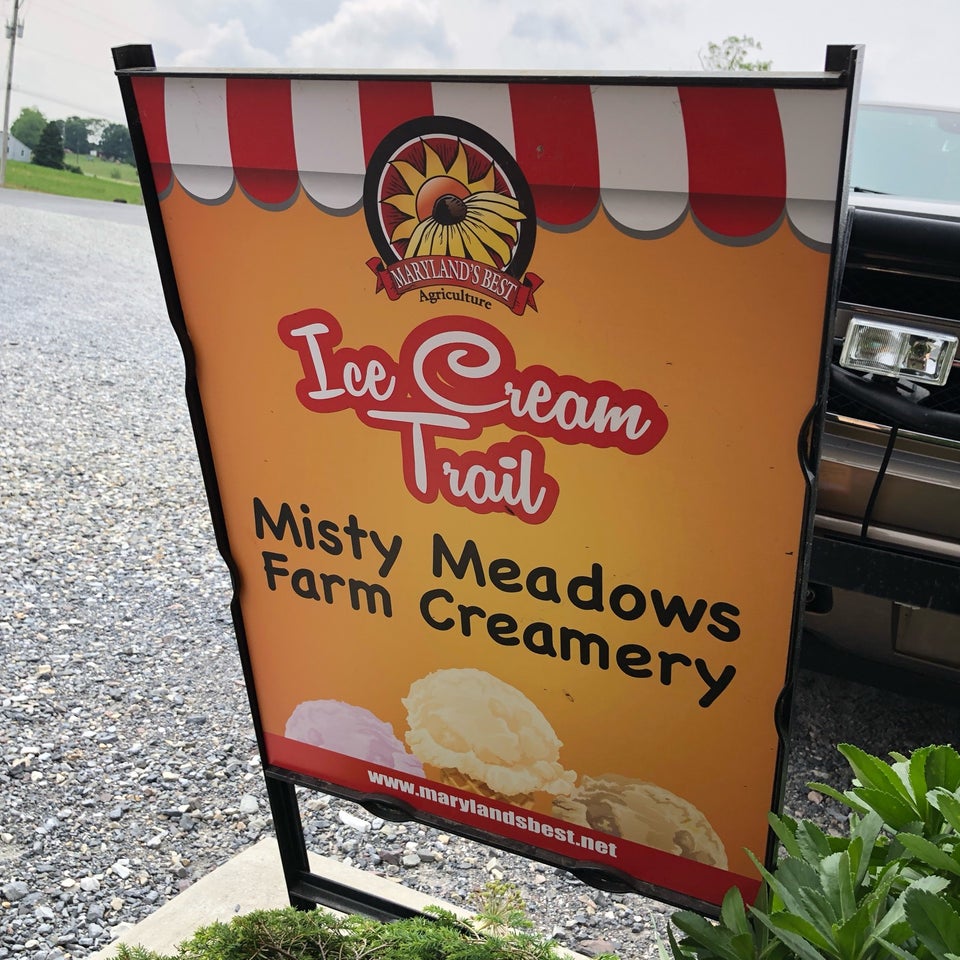 MARYLAND'S BEST
Agriculture
Ice Cream
Trail
Misty Meadows
Farm Creamery
www.marylandsbest.net